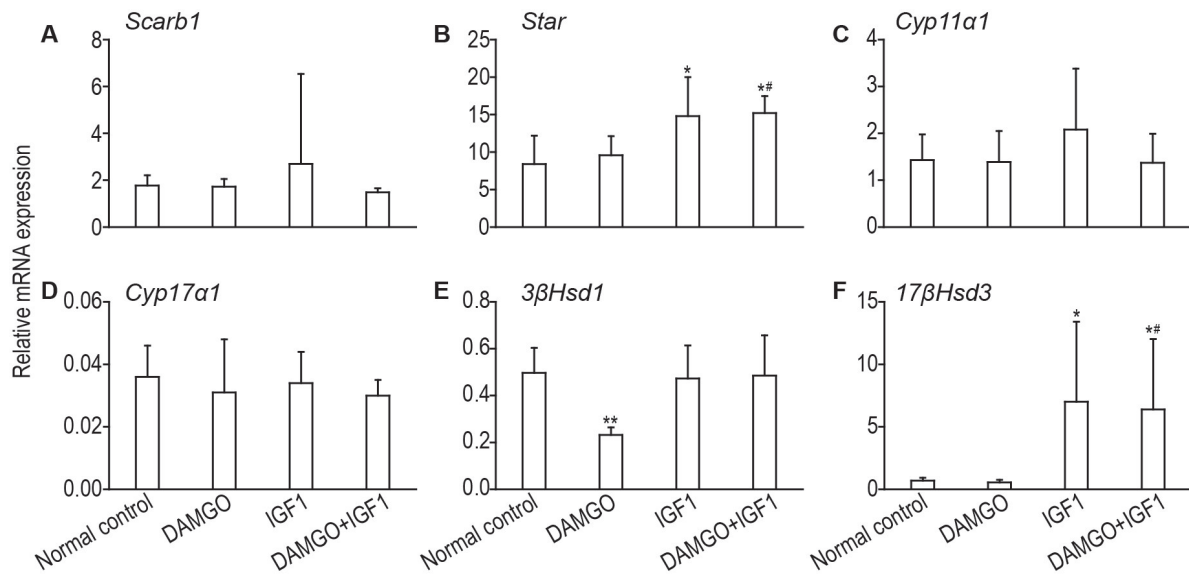 A Scarb1
8
6
4
2
0
B Star
25
20
15
10
5
0
*
*#
C Cyp11α1
4
3
2
1
0
Relative mRNA expression
D Cyp17α1
0.06
0.04
0.02
0.00
Normal control
DAMGO
IGF1
DAMGO+IGF1
E 3βHsd1
0.8
0.6
0.4
0.2
0.0
**
Normal control
DAMGO
IGF1
DAMGO+IGF1
F 17βHsd3
15
10
5
0
*
*#
Normal control
DAMGO
IGF1
DAMGO+IGF1